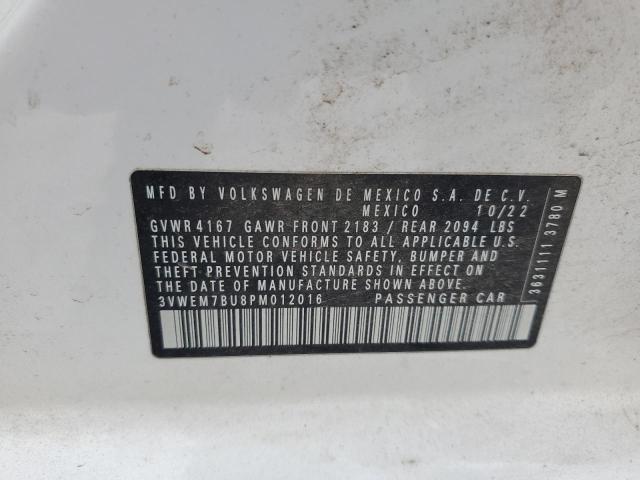 MFD BY VOLKSWAGEN DE MEXICO S.A. DE C.V.
MEXICO 10/22
GVWR 4167 GAWR FRONT 2183 / REAR 2094 LBS
THIS VEHICLE CONFORMS TO ALL APPLICABLE U.S.
FEDERAL MOTOR VEHICLE SAFETY, BUMPER AND
THEFT PREVENTION STANDARDS IN EFFECT ON
THE DATE OF MANUFACTURE SHOWN ABOVE.
3VWEM7BU8PM012016 PASSENGER CAR
3631111 3780 M